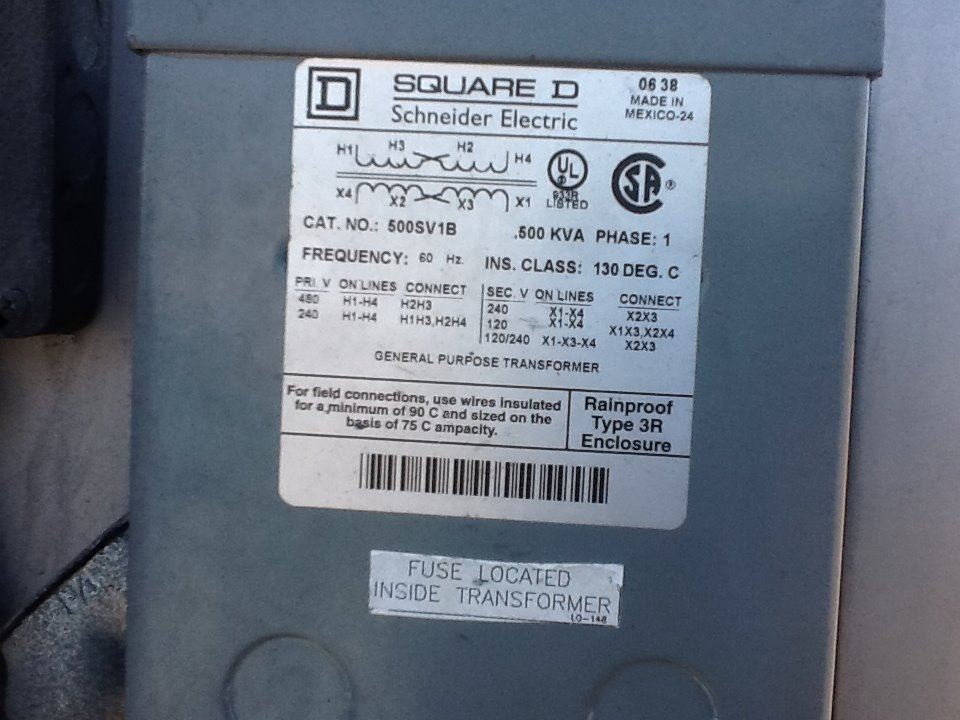 D SQUARE D
Schneider Electric
06 38
MADE IN
MEXICO-24
H1 H3 H2 H4
X4 X2 X3 X1
UL
LISTED
SA
®
CAT. NO.: 500SV1B .500 KVA PHASE: 1
FREQUENCY: 60 Hz. INS. CLASS: 130 DEG. C
PRI. V ON LINES CONNECT
480 H1-H4 H2H3
240 H1-H4 H1H3,H2H4
SEC. V ON LINES CONNECT
240 X1-X4 X2X3
120 X1-X4 X1X3,X2X4
120/240 X1-X3-X4 X2X3
GENERAL PURPOSE TRANSFORMER
For field connections, use wires insulated
for a minimum of 90 C and sized on the
basis of 75 C ampacity.
Rainproof
Type 3R
Enclosure
FUSE LOCATED
INSIDE TRANSFORMER
LO-148